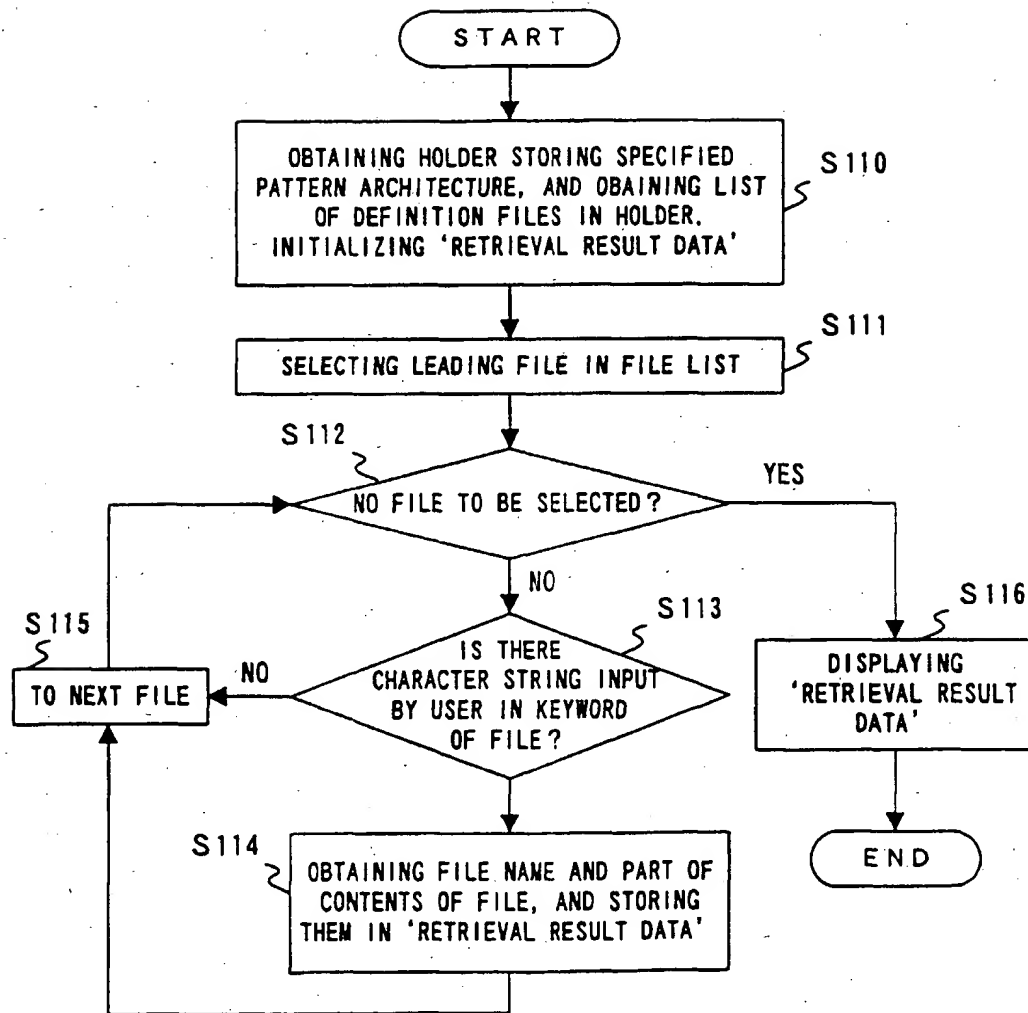 START
OBTAINING HOLDER STORING SPECIFIED
PATTERN ARCHITECTURE, AND OBAINING LIST
OF DEFINITION FILES IN HOLDER.
INITIALIZING 'RETRIEVAL RESULT DATA'
S110
SELECTING LEADING FILE IN FILE LIST
S111
S112
NO FILE TO BE SELECTED?
YES
NO
S113
IS THERE
CHARACTER STRING INPUT
BY USER IN KEYWORD
OF FILE?
NO
S115
TO NEXT FILE
S116
DISPLAYING
'RETRIEVAL RESULT
DATA'
S114
OBTAINING FILE NAME AND PART OF
CONTENTS OF FILE, AND STORING
THEM IN 'RETRIEVAL RESULT DATA'
END